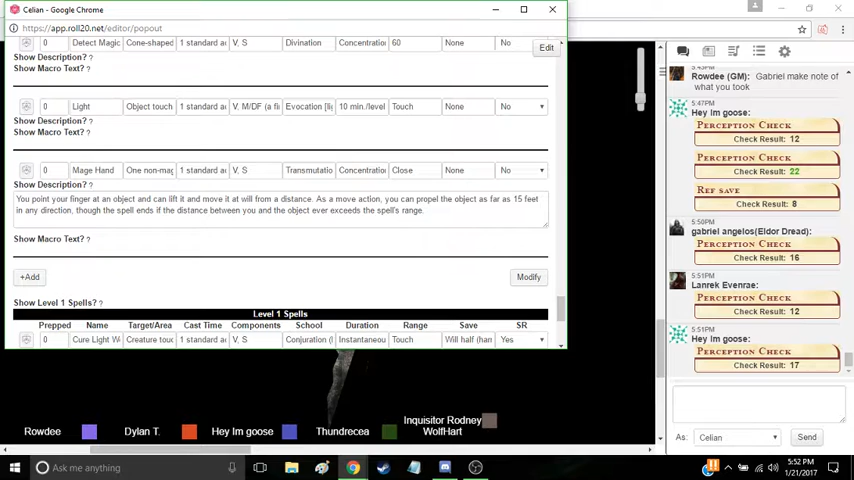 Celian - Google Chrome
https://app.roll20.net/editor/popout
0 Detect Magic Cone-shaped 1 standard ac V, S Divination Concentration 60 None No
Edit
Show Description? ?
Show Macro Text? ?
0 Light Object touch 1 standard ac V, M/DF (a fi Evocation [lig 10 min./level Touch None No
Show Description? ?
Show Macro Text? ?
0 Mage Hand One non-mag 1 standard ac V, S Transmutatio Concentratio Close None No
Show Description? ?
You point your finger at an object and can lift it and move it at will from a distance. As a move action, you can propel the object as far as 15 feet
in any direction, though the spell ends if the distance between you and the object ever exceeds the spell's range.
Show Macro Text? ?
+Add
Modify
Show Level 1 Spells? ?
Level 1 Spells
Prepped Name Target/Area Cast Time Components School Duration Range Save SR
0 Cure Light W Creature touc 1 standard ac V, S Conjuration (H Instantaneou Touch Will half (harm Yes
Rowdee (GM): Gabriel make note of
what you took
5:47PM
Hey Im goose:
Perception Check
Check Result: 12
Perception Check
Check Result: 22
Ref save
Check Result: 8
5:50PM
gabriel angelos(Eldor Dread):
Perception Check
Check Result: 16
5:51PM
Lanrek Evenrae:
Perception Check
Check Result: 12
5:51PM
Hey Im goose:
Perception Check
Check Result: 17
As: Celian
Send
Rowdee
Dylan T.
Hey Im goose
Thundrecea
Inquisitor Rodney
WolfHart
Ask me anything
5:52 PM
1/21/2017